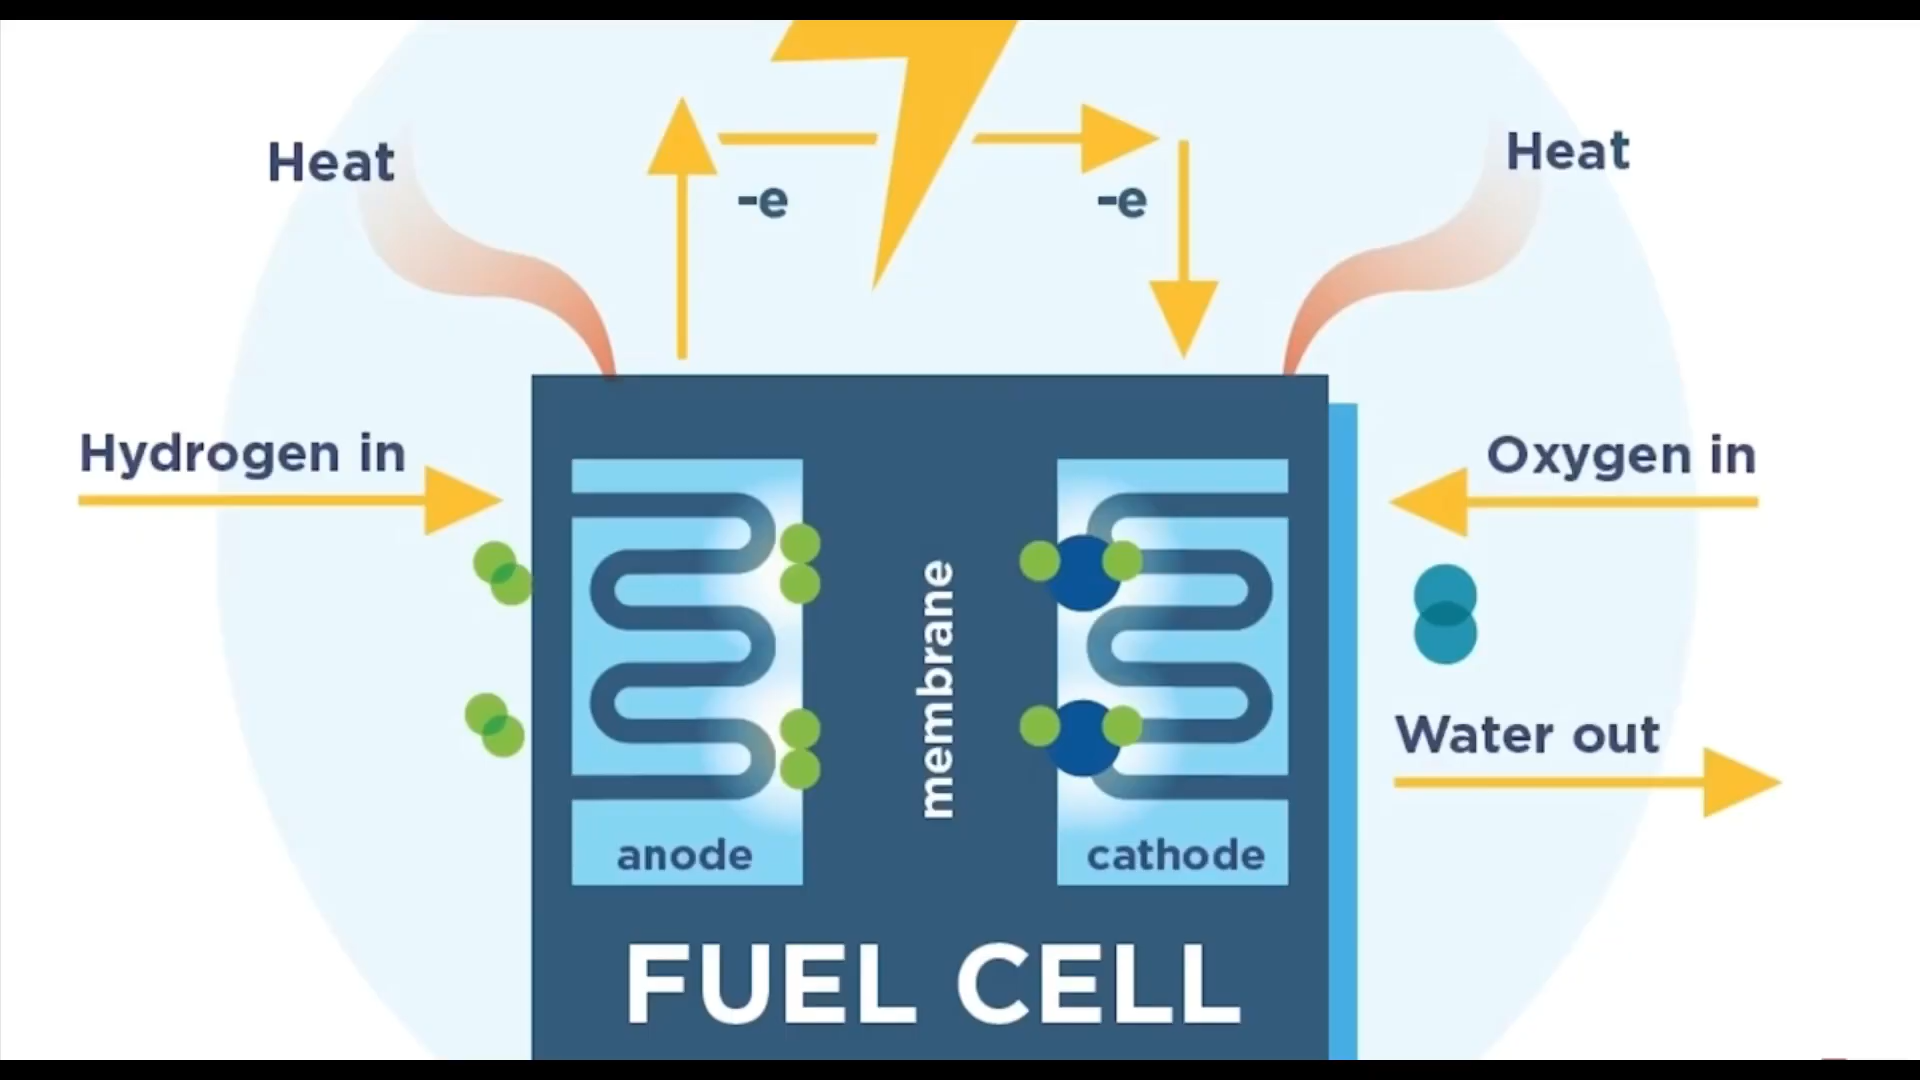 Heat
-e
-e
Heat
Hydrogen in
Oxygen in
membrane
Water out
anode
cathode
FUEL CELL